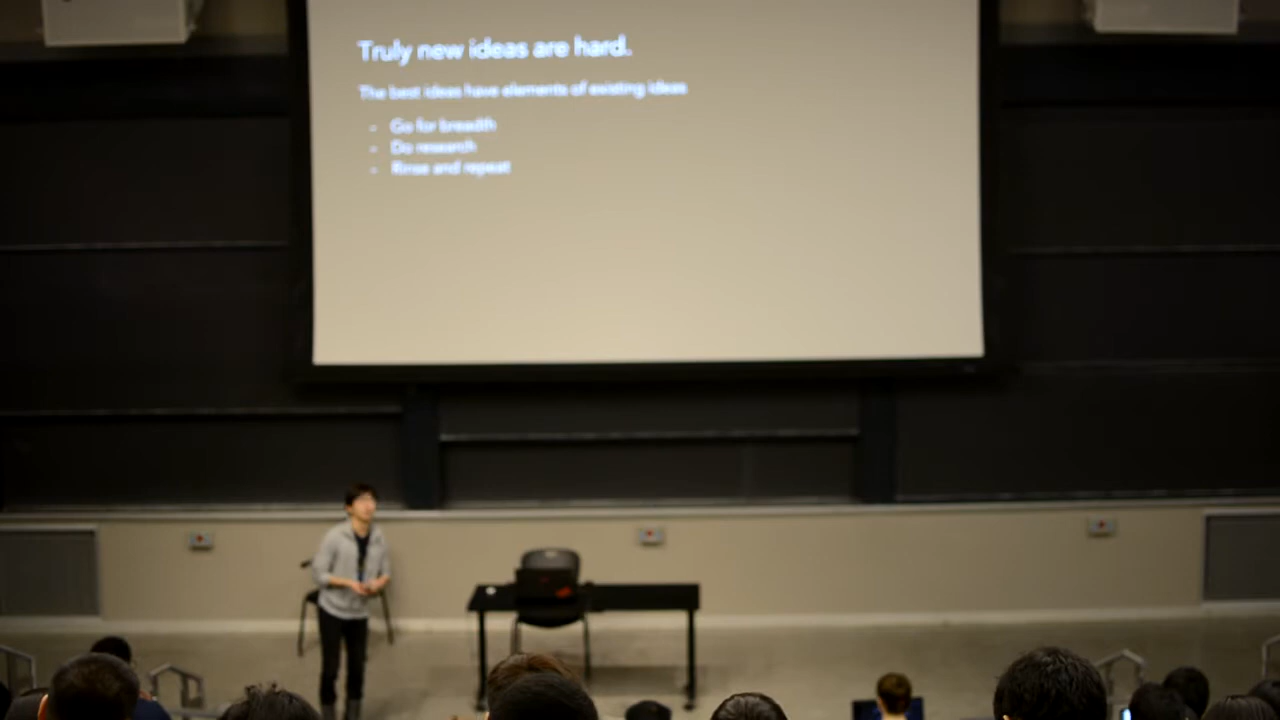 Truly new ideas are hard.
The best ideas have elements of existing ideas
- Go for breadth
- Do research
- Rinse and repeat